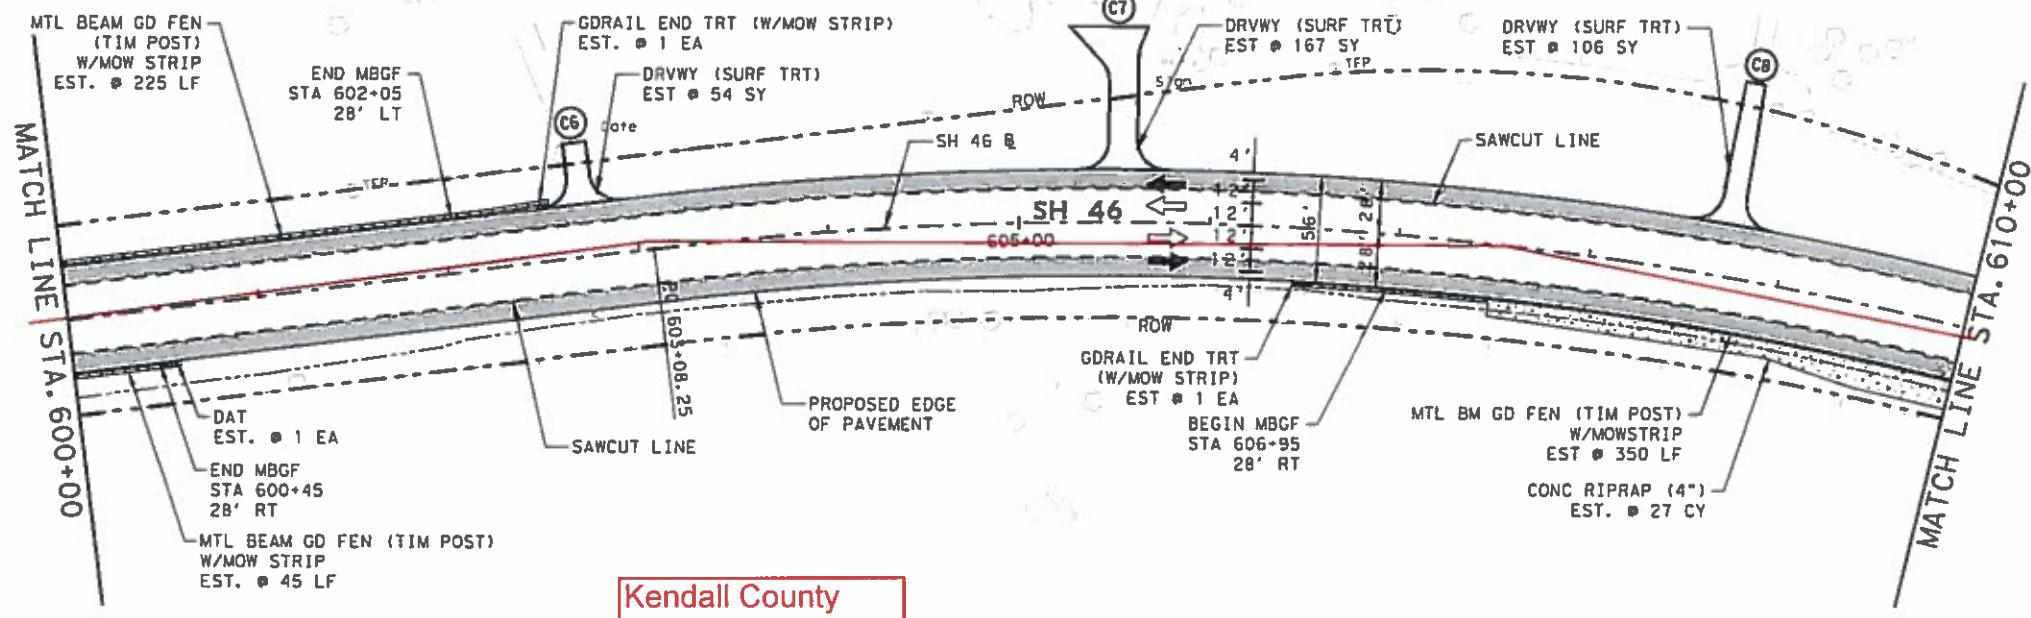 MTL BEAM GD FEN
(TIM POST)
W/MOW STRIP
EST. @ 225 LF
END MBGF
STA 602+05
28' LT
GDRAIL END TRT (W/MOW STRIP)
EST. @ 1 EA
DRVWY (SURF TRT)
EST @ 54 SY
C6
Date
C7
DRVWY (SURF TRT)
EST @ 167 SY
Sign
DRVWY (SURF TRT)
EST @ 106 SY
C8
TFP
ROW
TEP
SH 46 ℄
SAWCUT LINE
4'
12'
12'
12'
12'
4'
56'
28'
28'
SH 46
605+00
MATCH LINE STA. 600+00
MATCH LINE STA. 610+00
PC 603+08.25
ROW
DAT
EST. @ 1 EA
END MBGF
STA 600+45
28' RT
MTL BEAM GD FEN (TIM POST)
W/MOW STRIP
EST. @ 45 LF
SAWCUT LINE
PROPOSED EDGE
OF PAVEMENT
GDRAIL END TRT
(W/MOW STRIP)
EST @ 1 EA
BEGIN MBGF
STA 606+95
28' RT
MTL BM GD FEN (TIM POST)
W/MOWSTRIP
EST @ 350 LF
CONC RIPRAP (4")
EST. @ 27 CY
Kendall County